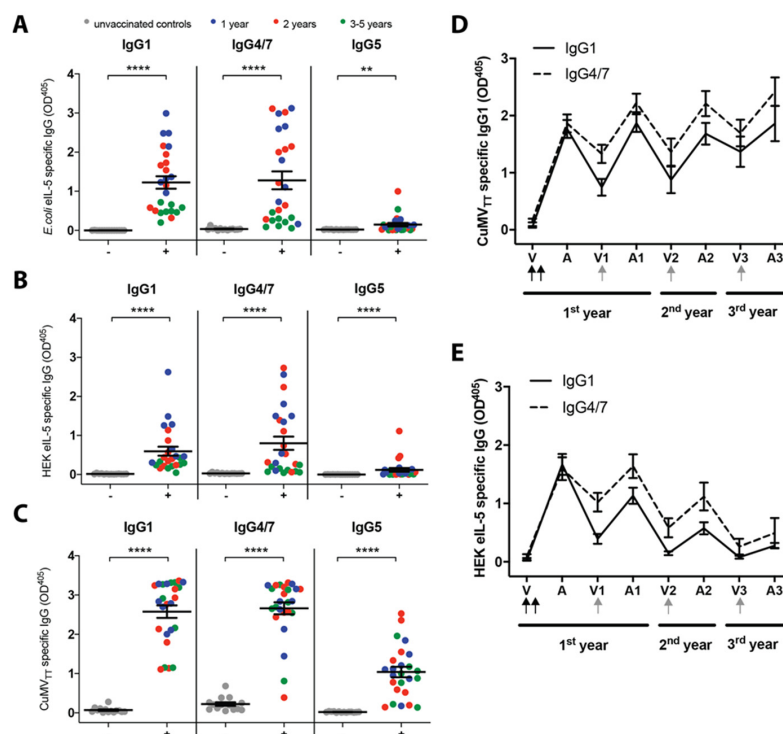 A
unvaccinated controls 1 year 2 years 3-5 years
IgG1 IgG4/7 IgG5
**** **** **
E.coli eIL-5 specific IgG (OD405)
4
3
2
1
0
- + - + - +
B
IgG1 IgG4/7 IgG5
**** **** ****
HEK eIL-5 specific IgG (OD405)
4
3
2
1
0
- + - + - +
C
IgG1 IgG4/7 IgG5
**** **** ****
CuMVTT specific IgG (OD405)
4
3
2
1
0
D
IgG1
IgG4/7
CuMVTT specific IgG1 (OD405)
3
2
1
0
V A V1 A1 V2 A2 V3 A3
1st year 2nd year 3rd year
E
IgG1
IgG4/7
HEK eIL-5 specific IgG (OD405)
3
2
1
0
V A V1 A1 V2 A2 V3 A3
1st year 2nd year 3rd year